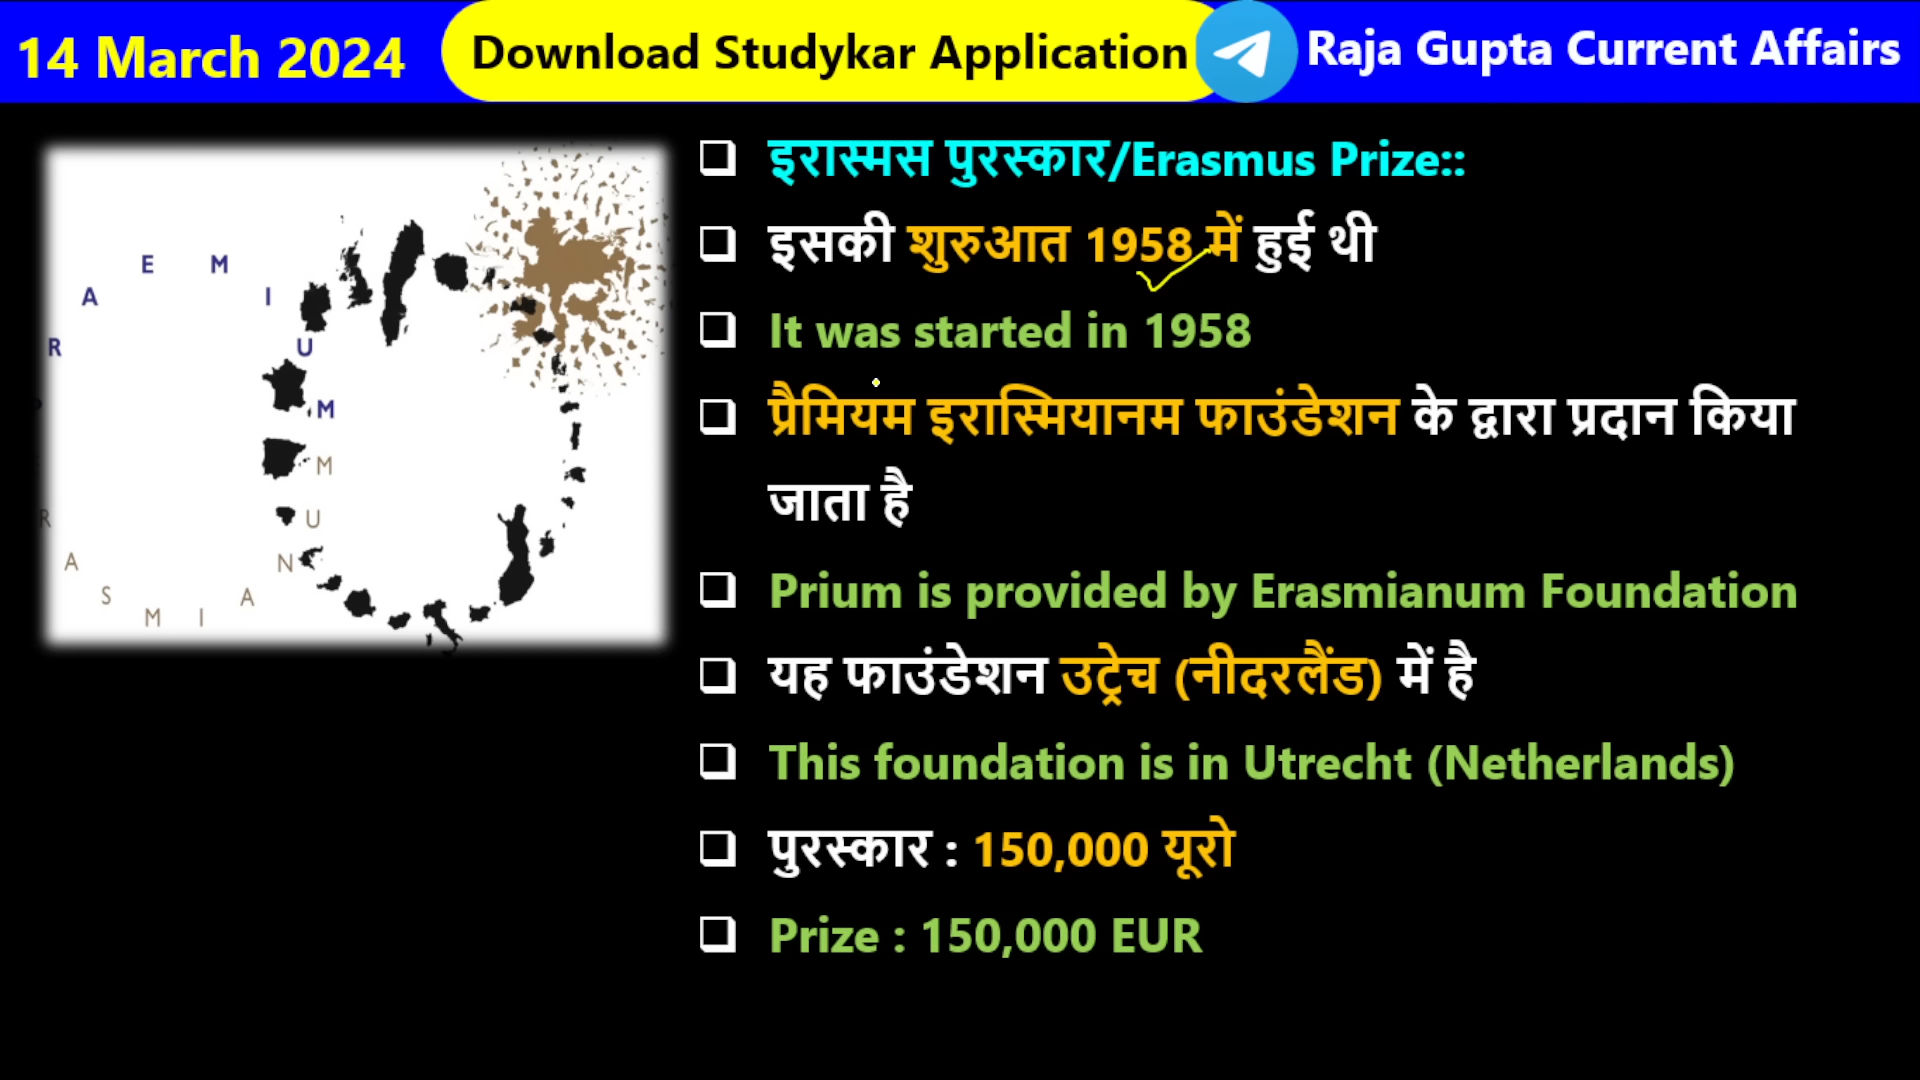 14 March 2024
Download Studykar Application
Raja Gupta Current Affairs
PRAEMIUM
ERASMIANUM
इरास्मस पुरस्कार/Erasmus Prize::
इसकी शुरुआत 1958 में हुई थी
It was started in 1958
प्रैमियम इरास्मियानम फाउंडेशन के द्वारा प्रदान किया
जाता है
Prium is provided by Erasmianum Foundation
यह फाउंडेशन उट्रेच (नीदरलैंड) में है
This foundation is in Utrecht (Netherlands)
पुरस्कार : 150,000 यूरो
Prize : 150,000 EUR